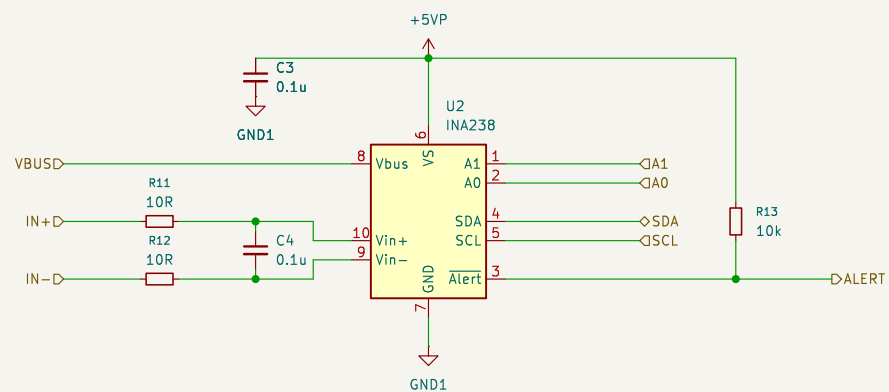 +5VP
C3
0.1u
GND1
U2
INA238
6
VS
VBUS
8
Vbus
A1
1
A1
A0
2
A0
R11
10R
IN+
10
Vin+
SDA
4
SDA
R13
10k
R12
10R
C4
0.1u
9
Vin-
SCL
5
SCL
IN-
GND
7
Alert
3
ALERT
GND1